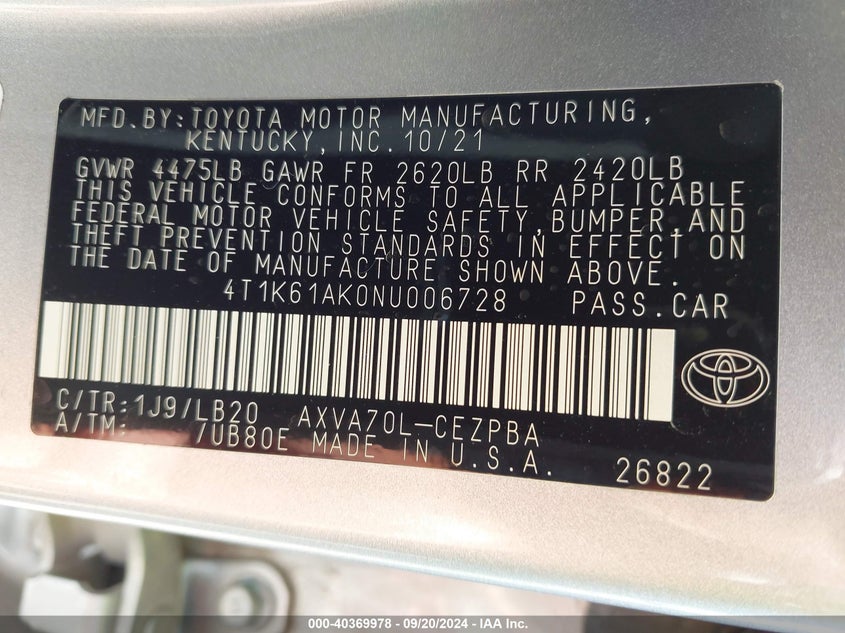 MFD. BY: TOYOTA MOTOR MANUFACTURING,
KENTUCKY, INC. 10/21
GVWR 4475LB GAWR FR 2620LB RR 2420LB
THIS VEHICLE CONFORMS TO ALL APPLICABLE
FEDERAL MOTOR VEHICLE SAFETY, BUMPER, AND
THEFT PREVENTION STANDARDS IN EFFECT ON
THE DATE OF MANUFACTURE SHOWN ABOVE.
4T1K61AK0NU006728 PASS. CAR
C/TR: 1J9/LB20 AXVA70L-CEZPBA
A/TM: /UB80E MADE IN U.S.A. 26822
000-40369978 - 09/20/2024 - IAA Inc.